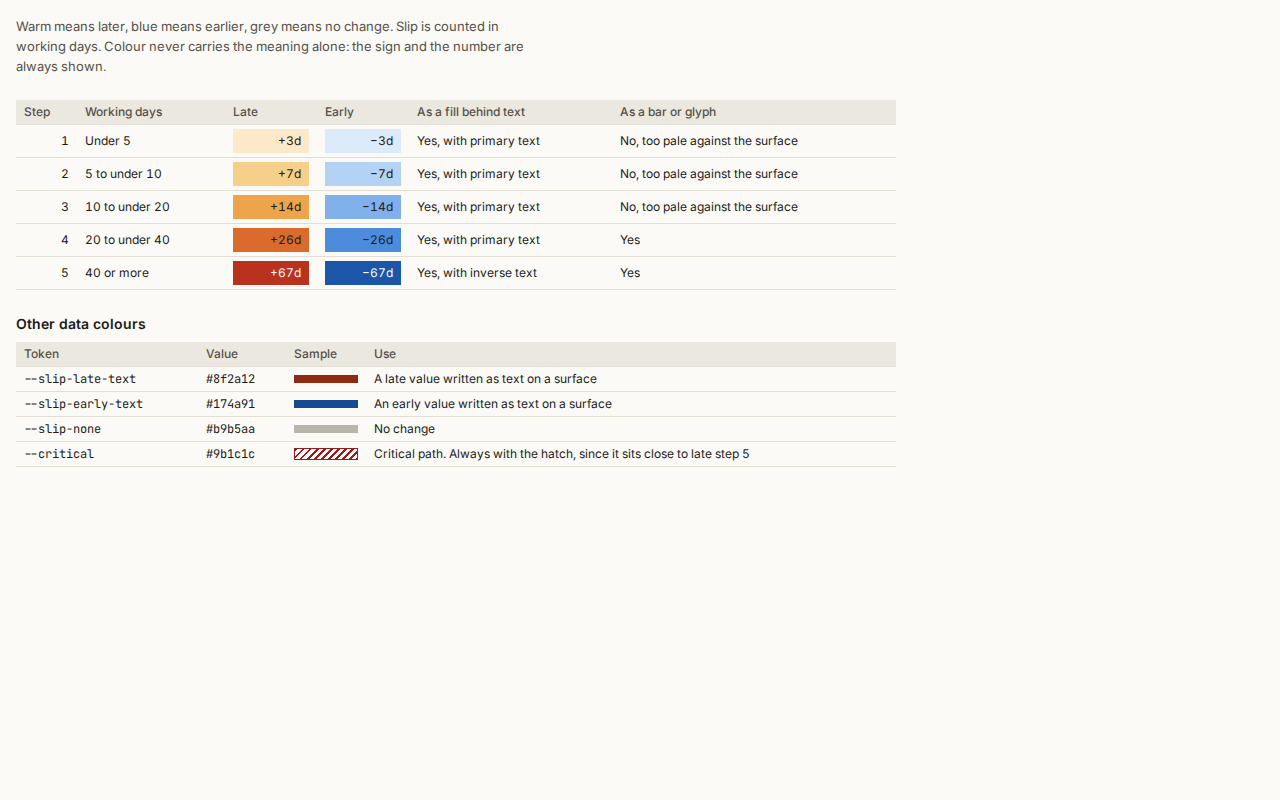 Warm means later, blue means earlier, grey means no change. Slip is counted in
working days. Colour never carries the meaning alone: the sign and the number are
always shown.
Step Working days Late Early As a fill behind text As a bar or glyph
1 Under 5 +3d −3d Yes, with primary text No, too pale against the surface
2 5 to under 10 +7d −7d Yes, with primary text No, too pale against the surface
3 10 to under 20 +14d −14d Yes, with primary text No, too pale against the surface
4 20 to under 40 +26d −26d Yes, with primary text Yes
5 40 or more +67d −67d Yes, with inverse text Yes
Other data colours
Token Value Sample Use
--slip-late-text #8f2a12 A late value written as text on a surface
--slip-early-text #174a91 An early value written as text on a surface
--slip-none #b9b5aa No change
--critical #9b1c1c Critical path. Always with the hatch, since it sits close to late step 5